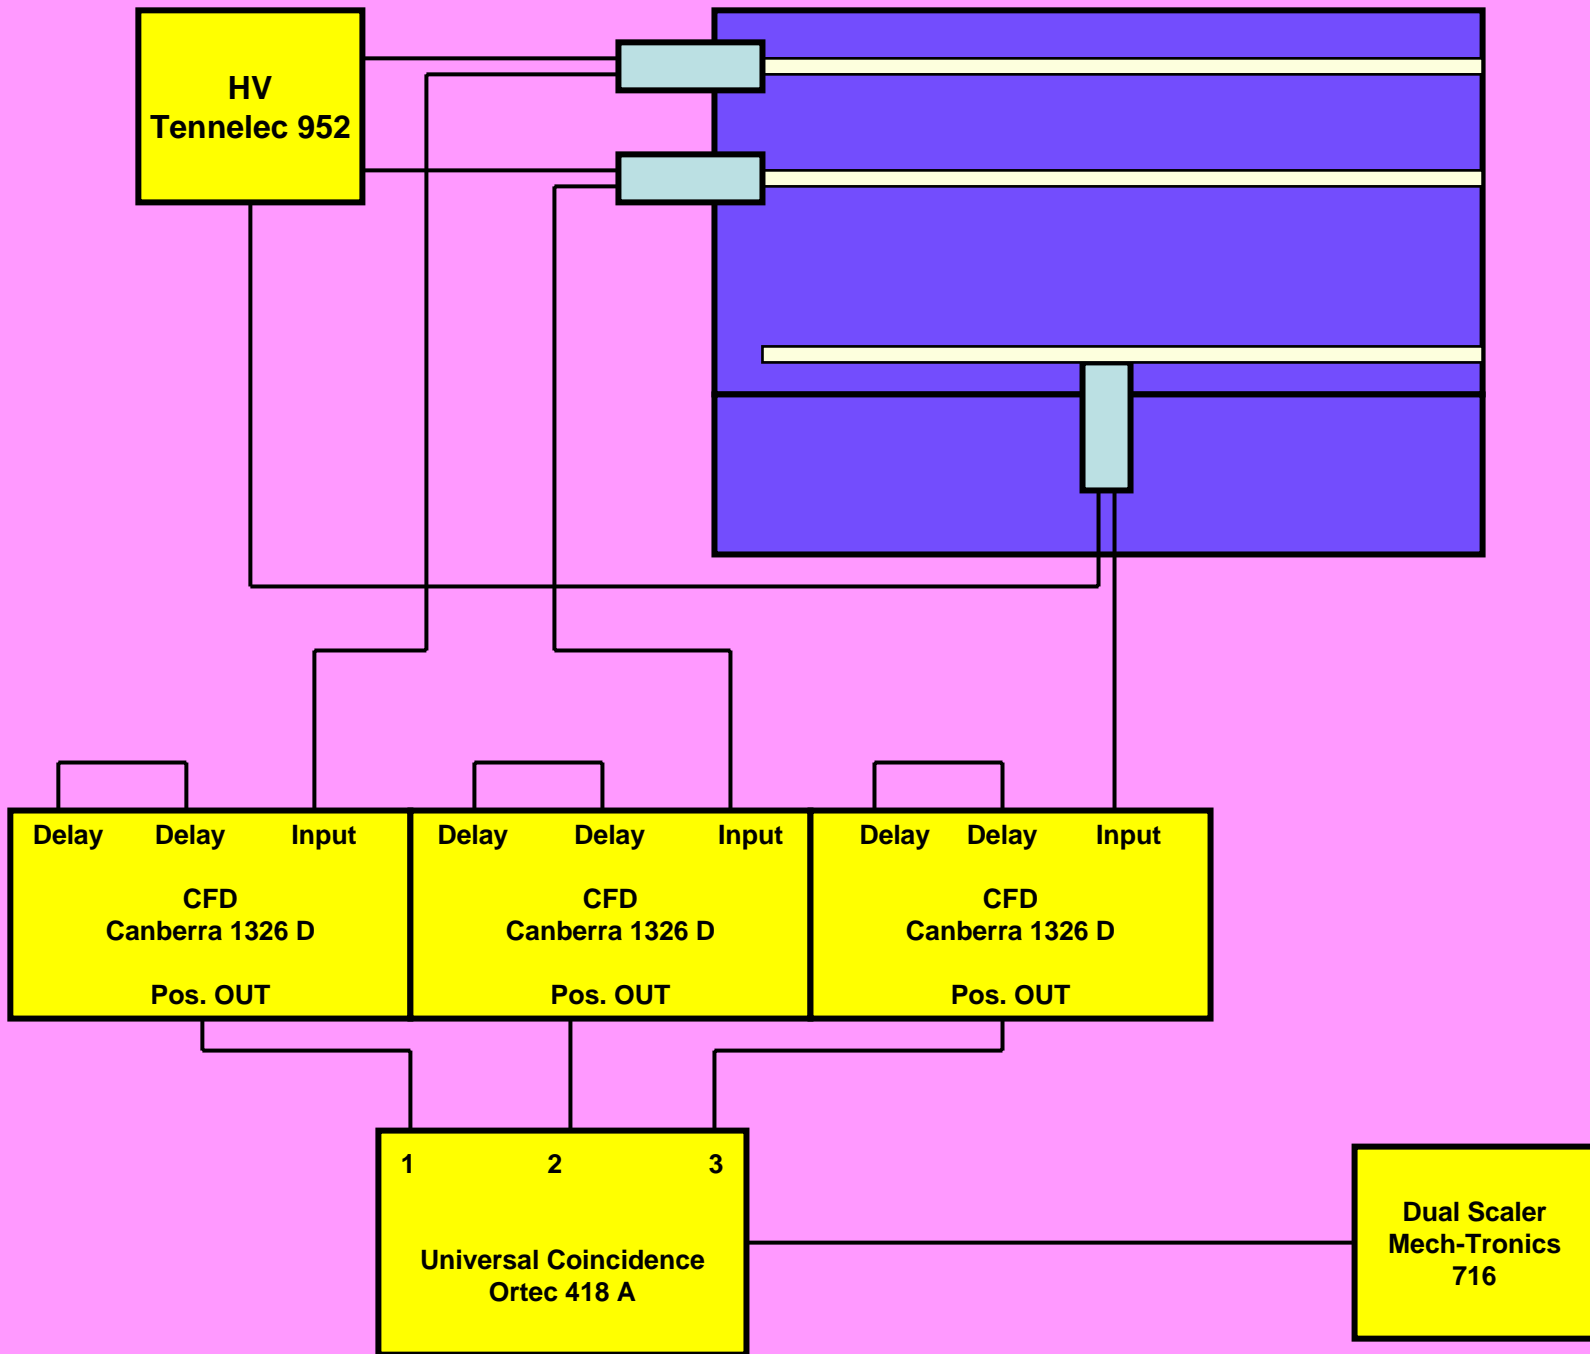 HV
Tennelec 952
Delay Delay Input
CFD
Canberra 1326 D
Pos. OUT
Delay Delay Input
CFD
Canberra 1326 D
Pos. OUT
Delay Delay Input
CFD
Canberra 1326 D
Pos. OUT
1 2 3
Universal Coincidence
Ortec 418 A
Dual Scaler
Mech-Tronics
716